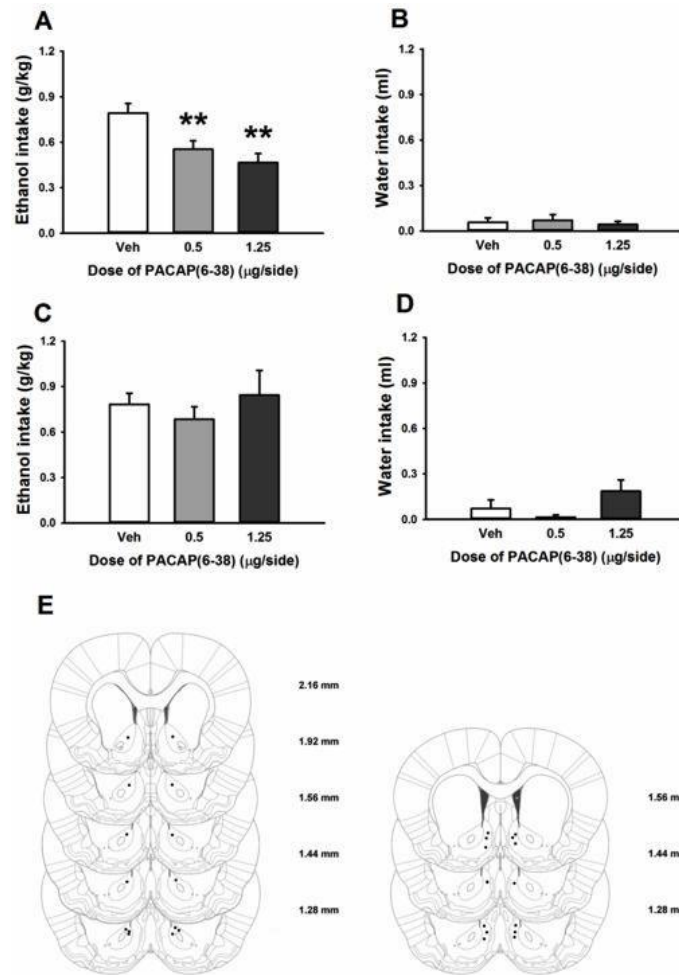 A
Ethanol intake (g/kg)
1.2
0.9
0.6
0.3
0.0
**
**
Veh 0.5 1.25
Dose of PACAP(6-38) (μg/side)
B
Water intake (ml)
1.2
0.9
0.6
0.3
0.0
Veh 0.5 1.25
Dose of PACAP(6-38) (μg/side)
C
Ethanol intake (g/kg)
1.2
0.9
0.6
0.3
0.0
Veh 0.5 1.25
Dose of PACAP(6-38) (μg/side)
D
Water intake (ml)
1.2
0.9
0.6
0.3
0.0
Veh 0.5 1.25
Dose of PACAP(6-38) (μg/side)
E
2.16 mm
1.92 mm
1.56 mm
1.44 mm
1.28 mm
1.56 mm
1.44 mm
1.28 mm